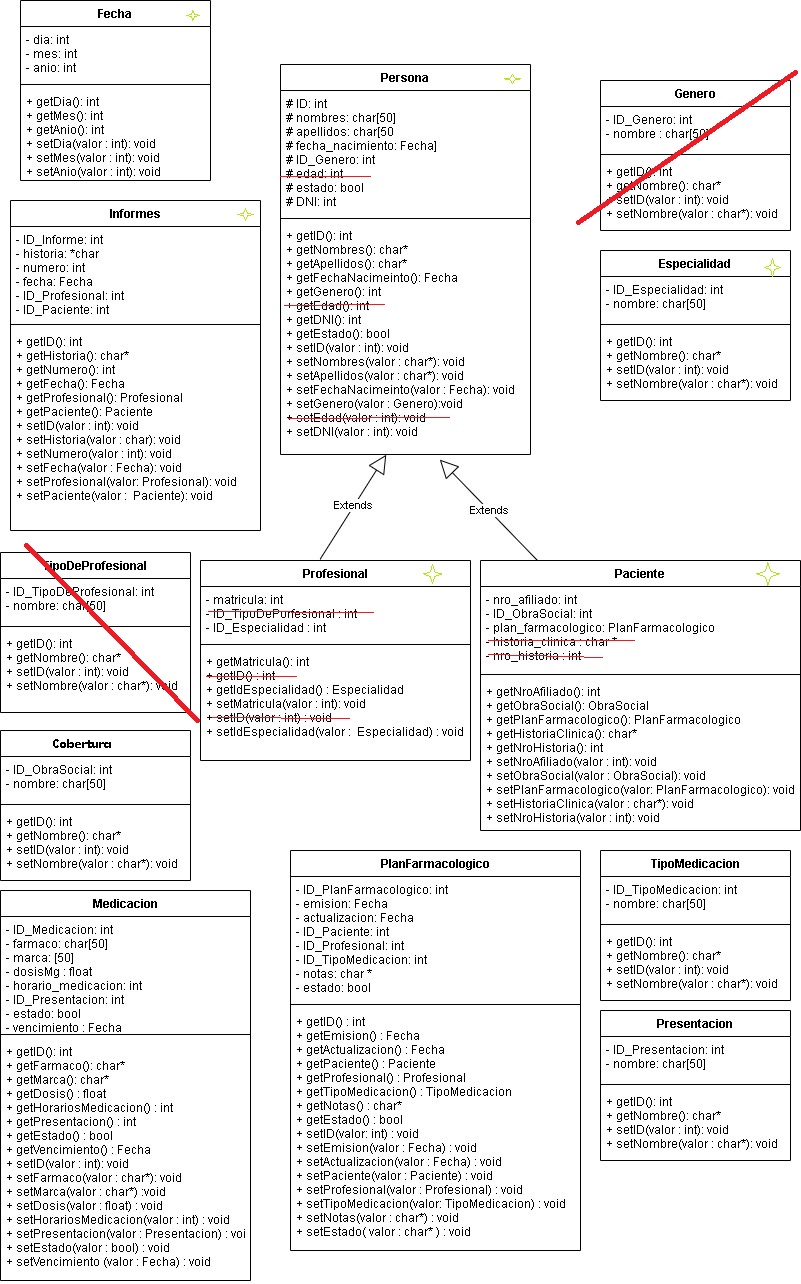 Fecha
- dia: int
- mes: int
- anio: int
+ getDia(): int
+ getMes(): int
+ getAnio(): int
+ setDia(valor : int): void
+ setMes(valor : int): void
+ setAnio(valor : int): void
Persona
# ID: int
# nombres: char[50]
# apellidos: char[50
# fecha_nacimiento: Fecha]
# ID_Genero: int
# edad: int
# estado: bool
# DNI: int
+ getID(): int
+ getNombres(): char*
+ getApellidos(): char*
+ getFechaNacimeinto(): Fecha
+ getGenero(): int
+ getEdad(): int
+ getDNI(): int
+ getEstado(): bool
+ setID(valor : int): void
+ setNombres(valor : char*): void
+ setApellidos(valor : char*): void
+ setFechaNacimeinto(valor : Fecha): void
+ setGenero(valor : Genero):void
+ setEdad(valor : int): void
+ setDNI(valor : int): void
Genero
- ID_Genero: int
- nombre : char[50]
+ getID(): int
+ getNombre(): char*
+ setID(valor : int): void
+ setNombre(valor : char*): void
Informes
- ID_Informe: int
- historia: *char
- numero: int
- fecha: Fecha
- ID_Profesional: int
- ID_Paciente: int
+ getID(): int
+ getHistoria(): char*
+ getNumero(): int
+ getFecha(): Fecha
+ getProfesional(): Profesional
+ getPaciente(): Paciente
+ setID(valor : int): void
+ setHistoria(valor : char): void
+ setNumero(valor : int): void
+ setFecha(valor : Fecha): void
+ setProfesional(valor: Profesional): void
+ setPaciente(valor : Paciente): void
Especialidad
- ID_Especialidad: int
- nombre: char[50]
+ getID(): int
+ getNombre(): char*
+ setID(valor : int): void
+ setNombre(valor : char*): void
Extends
Extends
TipoDeProfesional
- ID_TipoDeProfesional: int
- nombre: char[50]
+ getID(): int
+ getNombre(): char*
+ setID(valor : int): void
+ setNombre(valor : char*): void
Profesional
- matricula: int
- ID_TipoDePorfesional : int
- ID_Especialidad : int
+ getMatricula(): int
+ getID(): int
+ getIdEspecialidad() : Especialidad
+ setMatricula(valor : int): void
+ setID(valor : int) : void
+ setIdEspecialidad(valor : Especialidad) : void
Paciente
- nro_afiliado: int
- ID_ObraSocial: int
- plan_farmacologico: PlanFarmacologico
- historia_clinica : char *
- nro_historia : int
+ getNroAfiliado(): int
+ getObraSocial(): ObraSocial
+ getPlanFarmacologico(): PlanFarmacologico
+ getHistoriaClinica(): char*
+ getNroHistoria(): int
+ setNroAfiliado(valor : int): void
+ setObraSocial(valor : ObraSocial): void
+ setPlanFarmacologico(valor: PlanFarmacologico): void
+ setHistoriaClinica(valor : char*): void
+ setNroHistoria(valor : int): void
Cobertura
- ID_ObraSocial: int
- nombre: char[50]
+ getID(): int
+ getNombre(): char*
+ setID(valor : int): void
+ setNombre(valor : char*): void
Medicacion
- ID_Medicacion: int
- farmaco: char[50]
- marca: [50]
- dosisMg : float
- horario_medicacion: int
- ID_Presentacion: int
- estado: bool
- vencimiento : Fecha
+ getID(): int
+ getFarmaco(): char*
+ getMarca(): char*
+ getDosis() : float
+ getHorariosMedicacion() : int
+ getPresentacion() : int
+ getEstado() : bool
+ getVencimiento() : Fecha
+ setID(valor : int): void
+ setFarmaco(valor : char*): void
+ setMarca(valor : char*) : void
+ setDosis(valor : float) : void
+ setHorariosMedicacion(valor : int) : void
+ setPresentacion(valor : Presentacion) : voi
+ setEstado(valor : bool) : void
+ setVencimiento (valor : Fecha) : void
PlanFarmacologico
- ID_PlanFarmacologico: int
- emision: Fecha
- actualizacion: Fecha
- ID_Paciente: int
- ID_Profesional: int
- ID_TipoMedicacion: int
- notas: char *
- estado: bool
+ getID() : int
+ getEmision() : Fecha
+ getActualizacion() : Fecha
+ getPaciente() : Paciente
+ getProfesional() : Profesional
+ getTipoMedicacion() : TipoMedicacion
+ getNotas() : char*
+ getEstado() : bool
+ setID(valor: int) : void
+ setEmision(valor : Fecha) : void
+ setActualizacion(valor : Fecha) : void
+ setPaciente(valor : Paciente) : void
+ setProfesional(valor : Profesional) : void
+ setTipoMedicacion(valor: TipoMedicacion) : void
+ setNotas(valor : char*) : void
+ setEstado( valor : char* ) : void
TipoMedicacion
- ID_TipoMedicacion: int
- nombre: char[50]
+ getID(): int
+ getNombre(): char*
+ setID(valor : int): void
+ setNombre(valor : char*): void
Presentacion
- ID_Presentacion: int
- nombre: char[50]
+ getID(): int
+ getNombre(): char*
+ setID(valor : int): void
+ setNombre(valor : char*): void